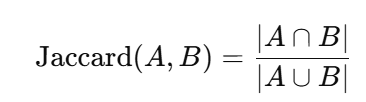 Jaccard(A, B) = |A ∩ B| / |A ∪ B|